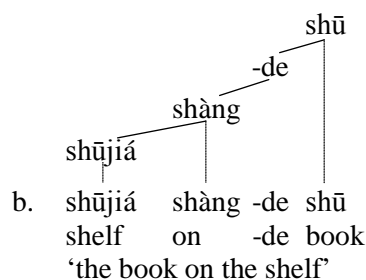 shū
-de
shàng
shūjiá
b. shūjiá shàng -de shū
shelf on -de book
‘the book on the shelf’